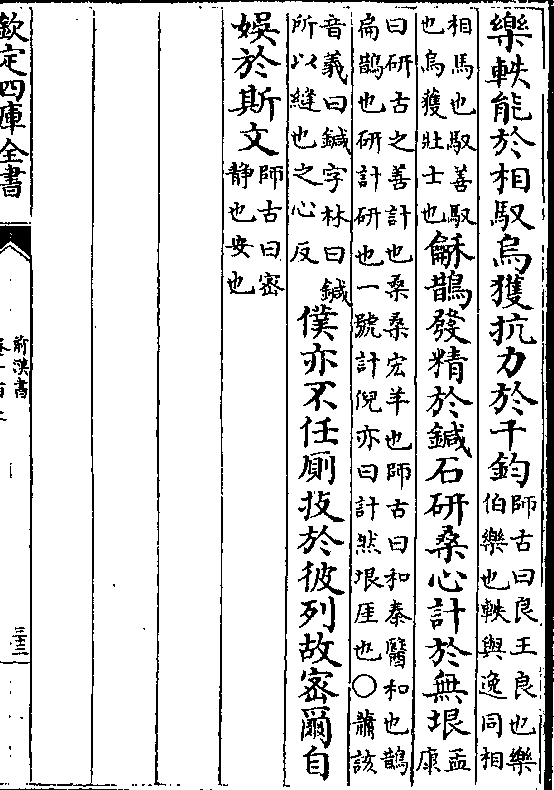 樂軼能於相馭烏獲抗力於千鈞師古曰良王良也樂伯樂也軼與逸同相
相馬也馭善馭也烏獲壯士也龢鵲發精於鍼石研桑心計於無垠孟康
曰研古之善計也桑桑宏羊也師古曰和秦醫和也鵲扁鵲也研計研也一號計倪亦曰計然垠厓也○蕭該
音義曰鍼字林曰鍼所以縫也之心反僕亦不任厠技於彼列故密爾自
娛於斯文師古曰密静也安也
前漢書
三十三
欽定四庫全書